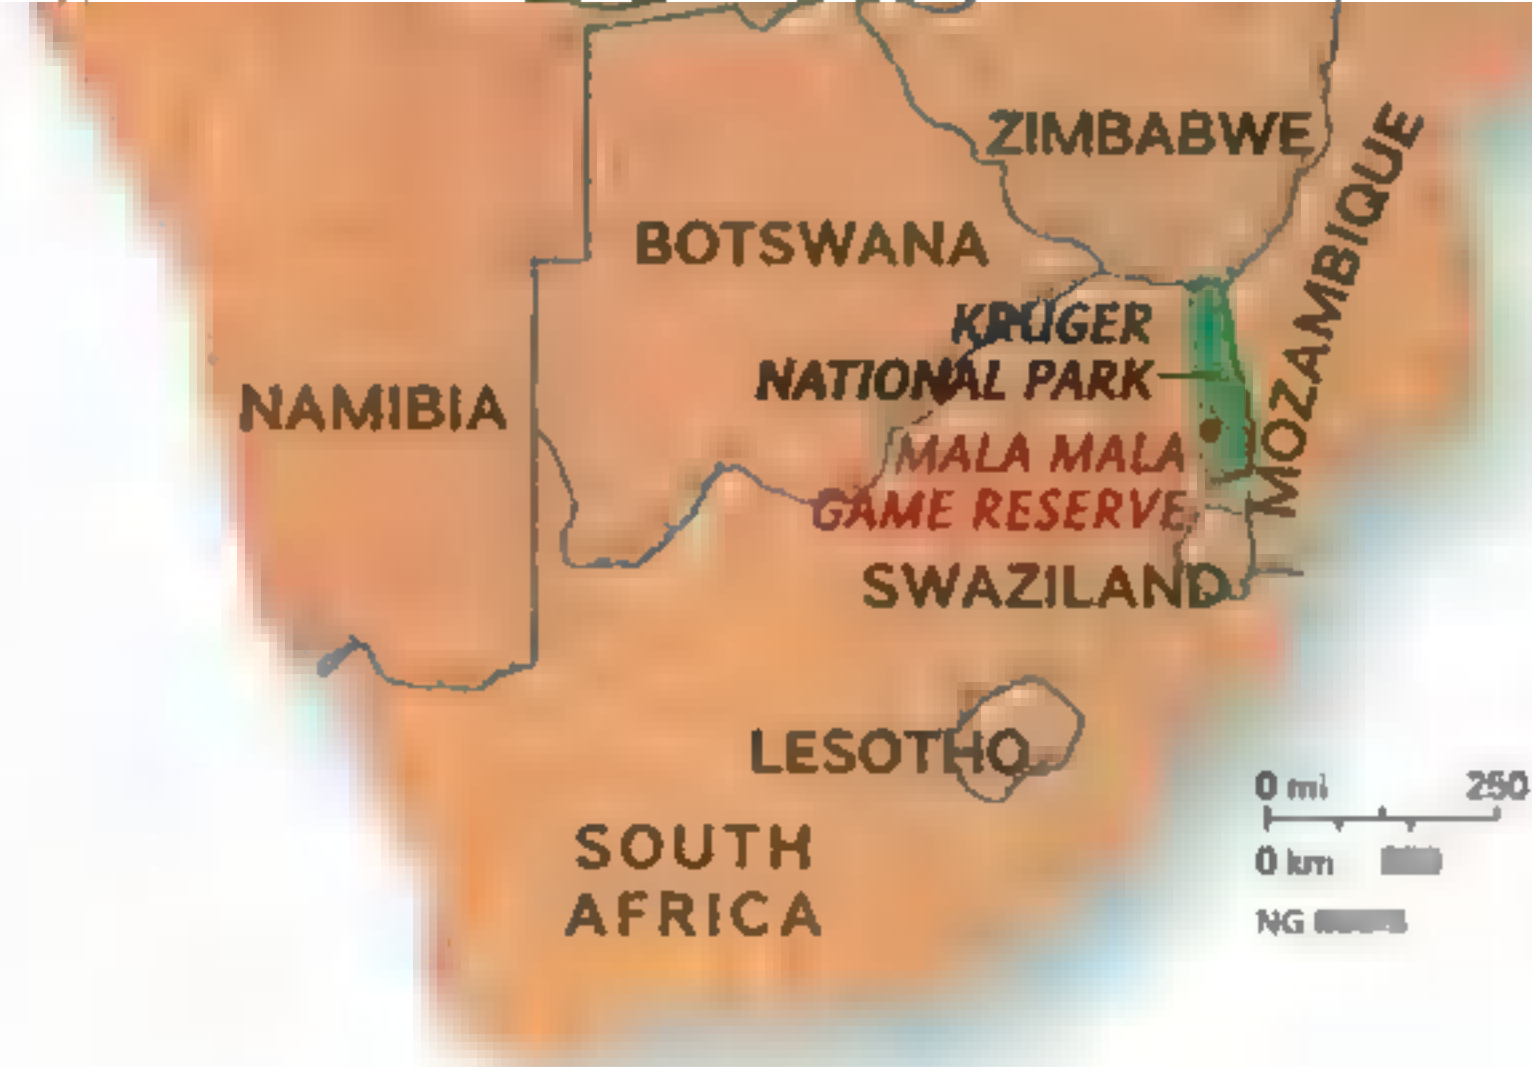 ZIMBABWE
MOZAMBIQUE
BOTSWANA
KRUGER
NATIONAL PARK
NAMIBIA
MALA MALA
GAME RESERVE
SWAZILAND
LESOTHO
SOUTH
AFRICA
0 mi 250
0 km
NG